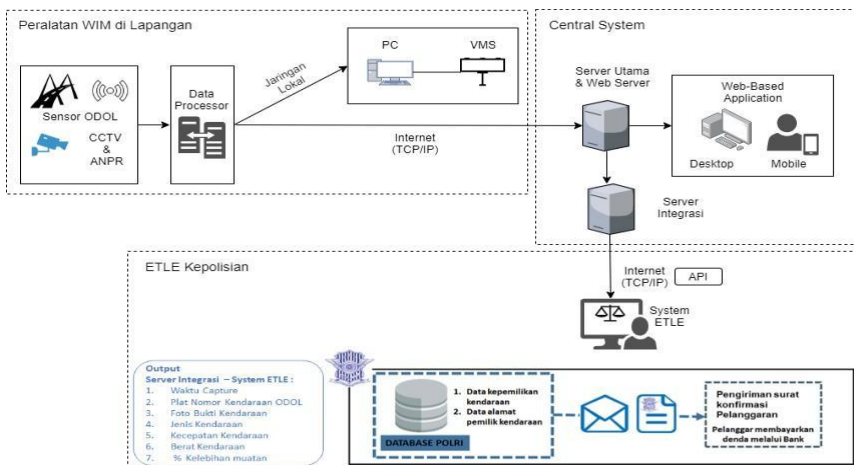 Peralatan WIM di Lapangan
Sensor ODOL
CCTV
&
ANPR
Data
Processor
Jaringan
Lokal
PC
VMS
Internet
(TCP/IP)
Central System
Server Utama
& Web Server
Web-Based
Application
Desktop
Mobile
Server
Integrasi
ETLE Kepolisian
Internet
(TCP/IP)
API
System
ETLE
Output
Server Integrasi – System ETLE :
1. Waktu Capture
2. Plat Nomor Kendaraan ODOL
3. Foto Bukti Kendaraan
4. Jenis Kendaraan
5. Kecepatan Kendaraan
6. Berat Kendaraan
7. % Kelebihan muatan
1. Data kepemilikan
kendaraan
2. Data alamat
pemilik kendaraan
DATABASE POLRI
Pengiriman surat
konfirmasi
Pelanggaran
Pelanggar membayarkan
denda melalui Bank